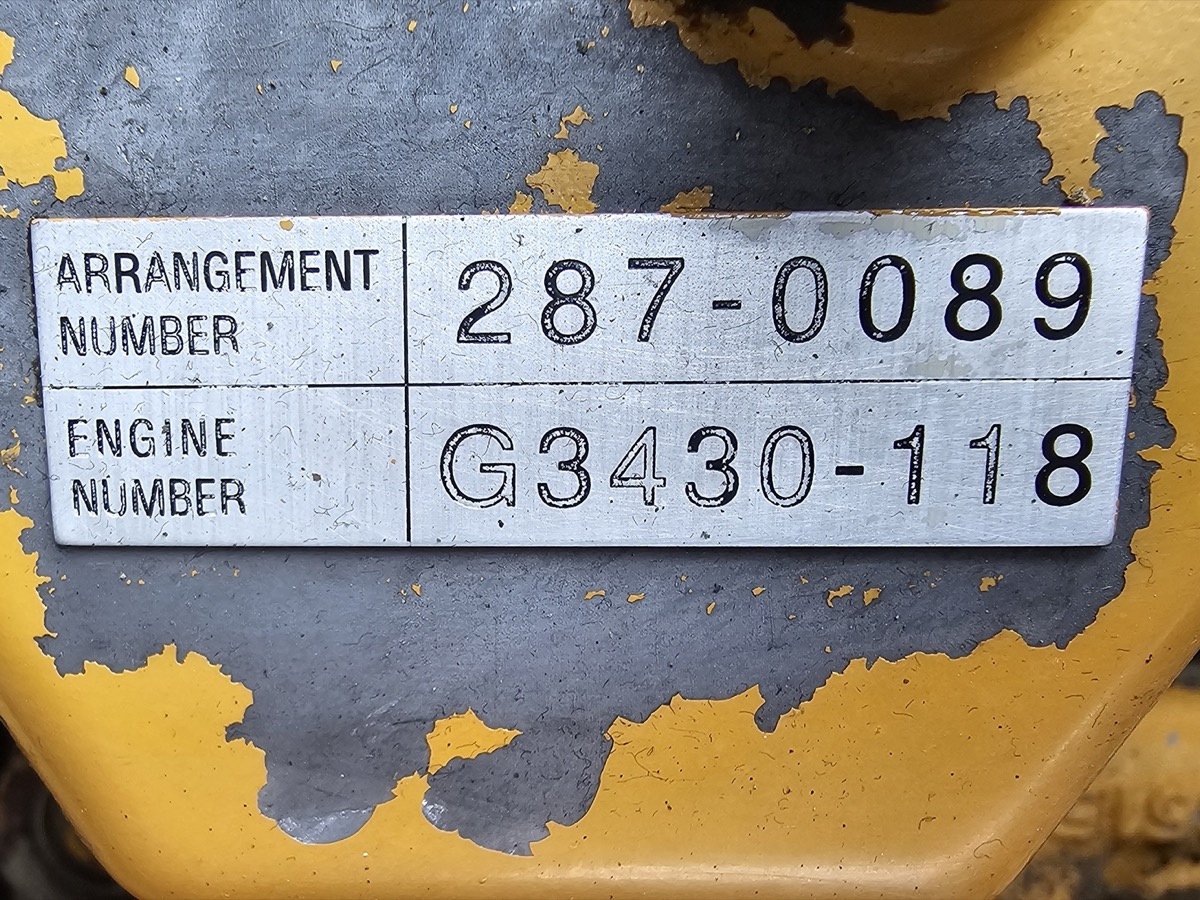 ARRANGEMENT
NUMBER
287-0089
ENGINE
NUMBER
G3430-118